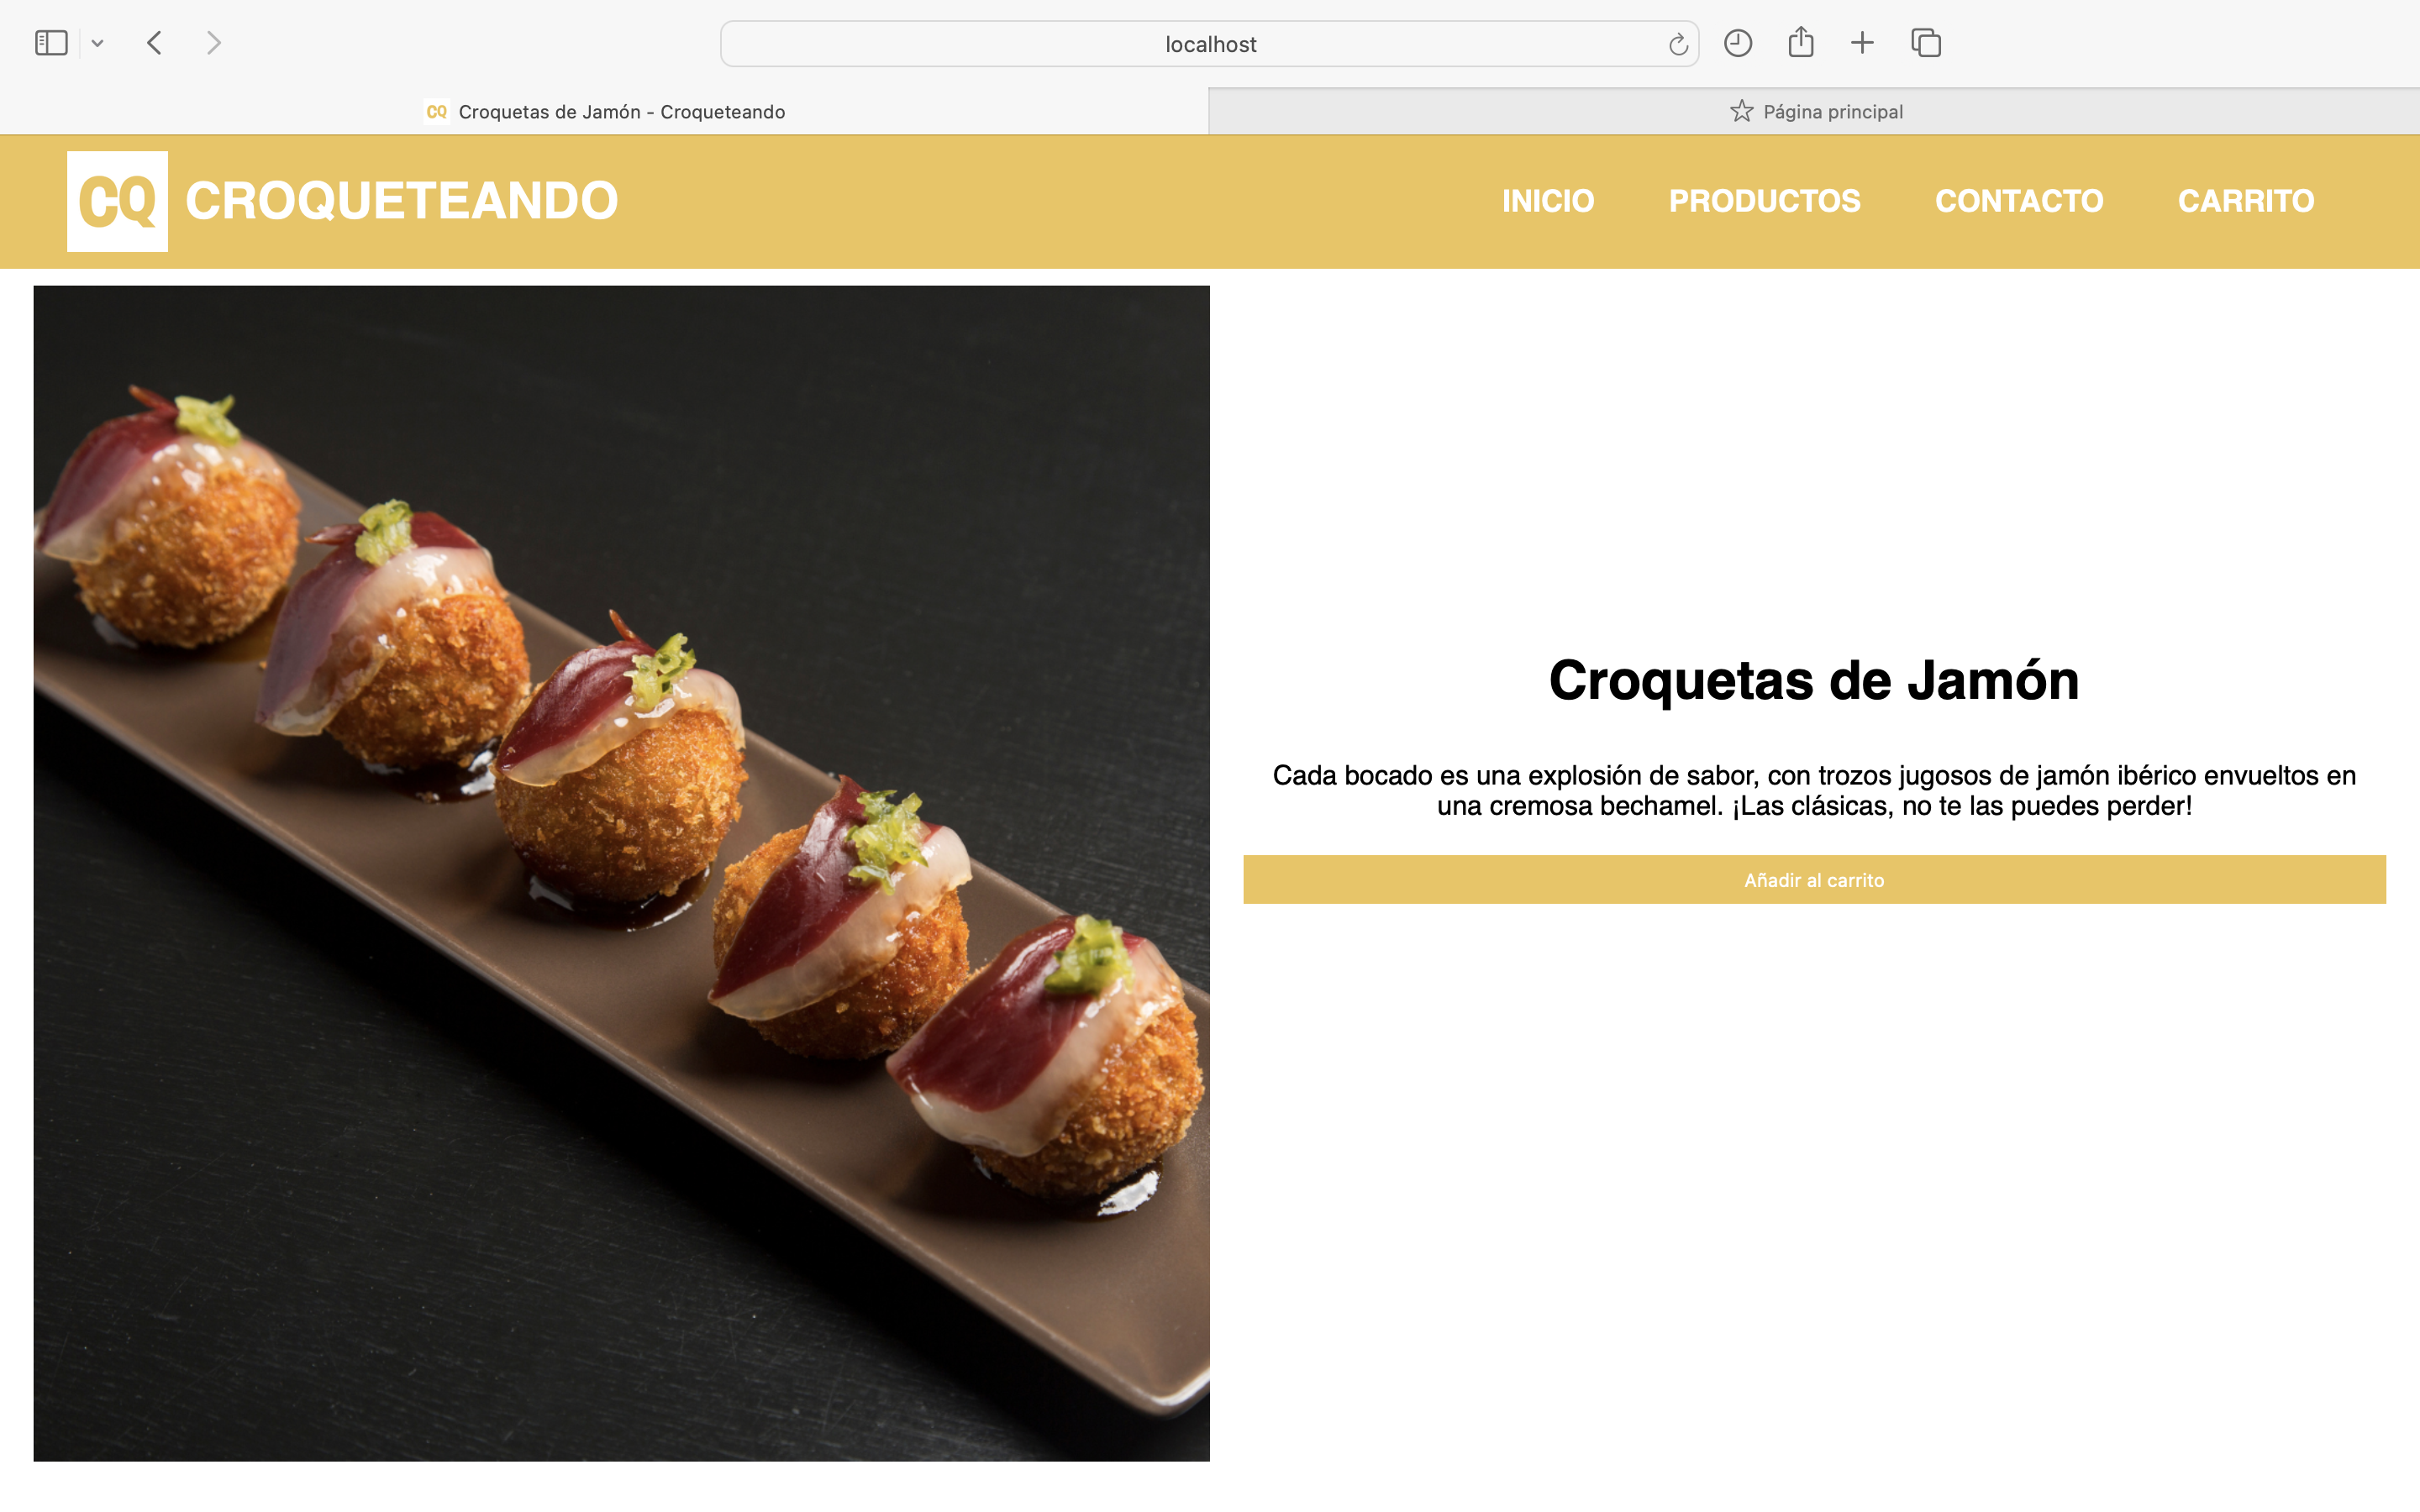 localhost
CQ Croquetas de Jamón - Croqueteando
Página principal
CQ CROQUETEANDO
INICIO PRODUCTOS CONTACTO CARRITO
Croquetas de Jamón
Cada bocado es una explosión de sabor, con trozos jugosos de jamón ibérico envueltos en
una cremosa bechamel. ¡Las clásicas, no te las puedes perder!
Añadir al carrito